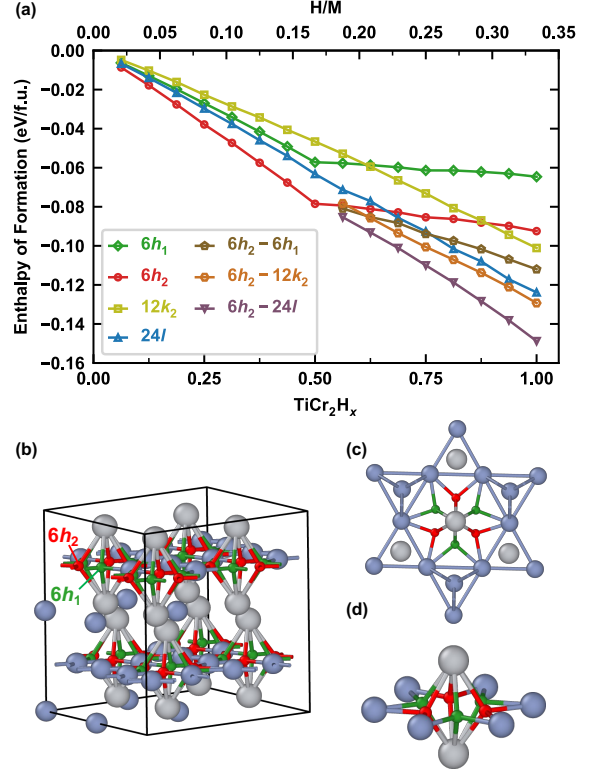 (a)
H/M
0.00 0.05 0.10 0.15 0.20 0.25 0.30 0.35
Enthalpy of Formation (eV/f.u.)
0.00
−0.02
−0.04
−0.06
−0.08
−0.10
−0.12
−0.14
−0.16
6h₁
6h₂
12k₂
24l
6h₂ − 6h₁
6h₂ − 12k₂
6h₂ − 24l
0.00 0.25 0.50 0.75 1.00
TiCr₂Hₓ
(b)
6h₂
6h₁
(c)
(d)